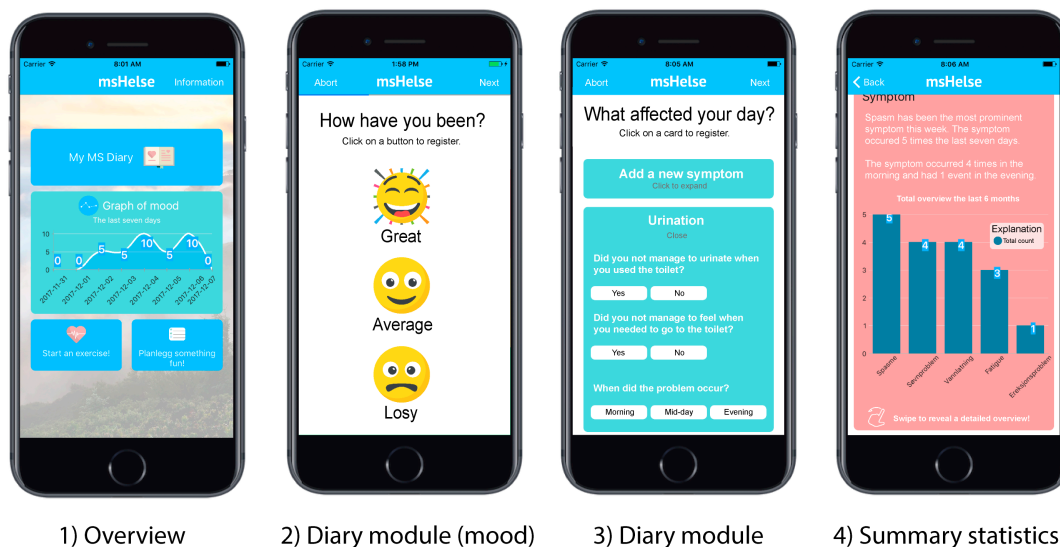 Carrier
8:01 AM
msHelse
Information
My MS Diary
Graph of mood
The last seven days
10
5
0
0
0
5
5
10
5
10
0
2017-11-31
2017-12-01
2017-12-02
2017-12-03
2017-12-04
2017-12-05
2017-12-06
2017-12-07
Start an exercise!
Planlegg something
fun!
1) Overview
Carrier
1:58 PM
Abort
msHelse
Next
How have you been?
Click on a button to register.
Great
Average
Losy
2) Diary module (mood)
Carrier
8:05 AM
Abort
msHelse
Next
What affected your day?
Click on a card to register.
Add a new symptom
Click to expand
Urination
Close
Did you not manage to urinate when
you used the toilet?
Yes
No
Did you not manage to feel when
you needed to go to the toilet?
Yes
No
When did the problem occur?
Morning
Mid-day
Evening
3) Diary module
Carrier
8:06 AM
Back
msHelse
Symptom
Spasm has been the most prominent
symptom this week. The symptom
occured 5 times the last seven days.
The symptom occurred 4 times in the
morning and had 1 event in the evening.
Total overview the last 6 months
Explanation
Total count
5
4
3
2
1
0
5
4
4
3
1
Spasme
Søvnproblem
Vannlatning
Fatigue
Ereksjonsproblem
Swipe to reveal a detailed overview!
4) Summary statistics